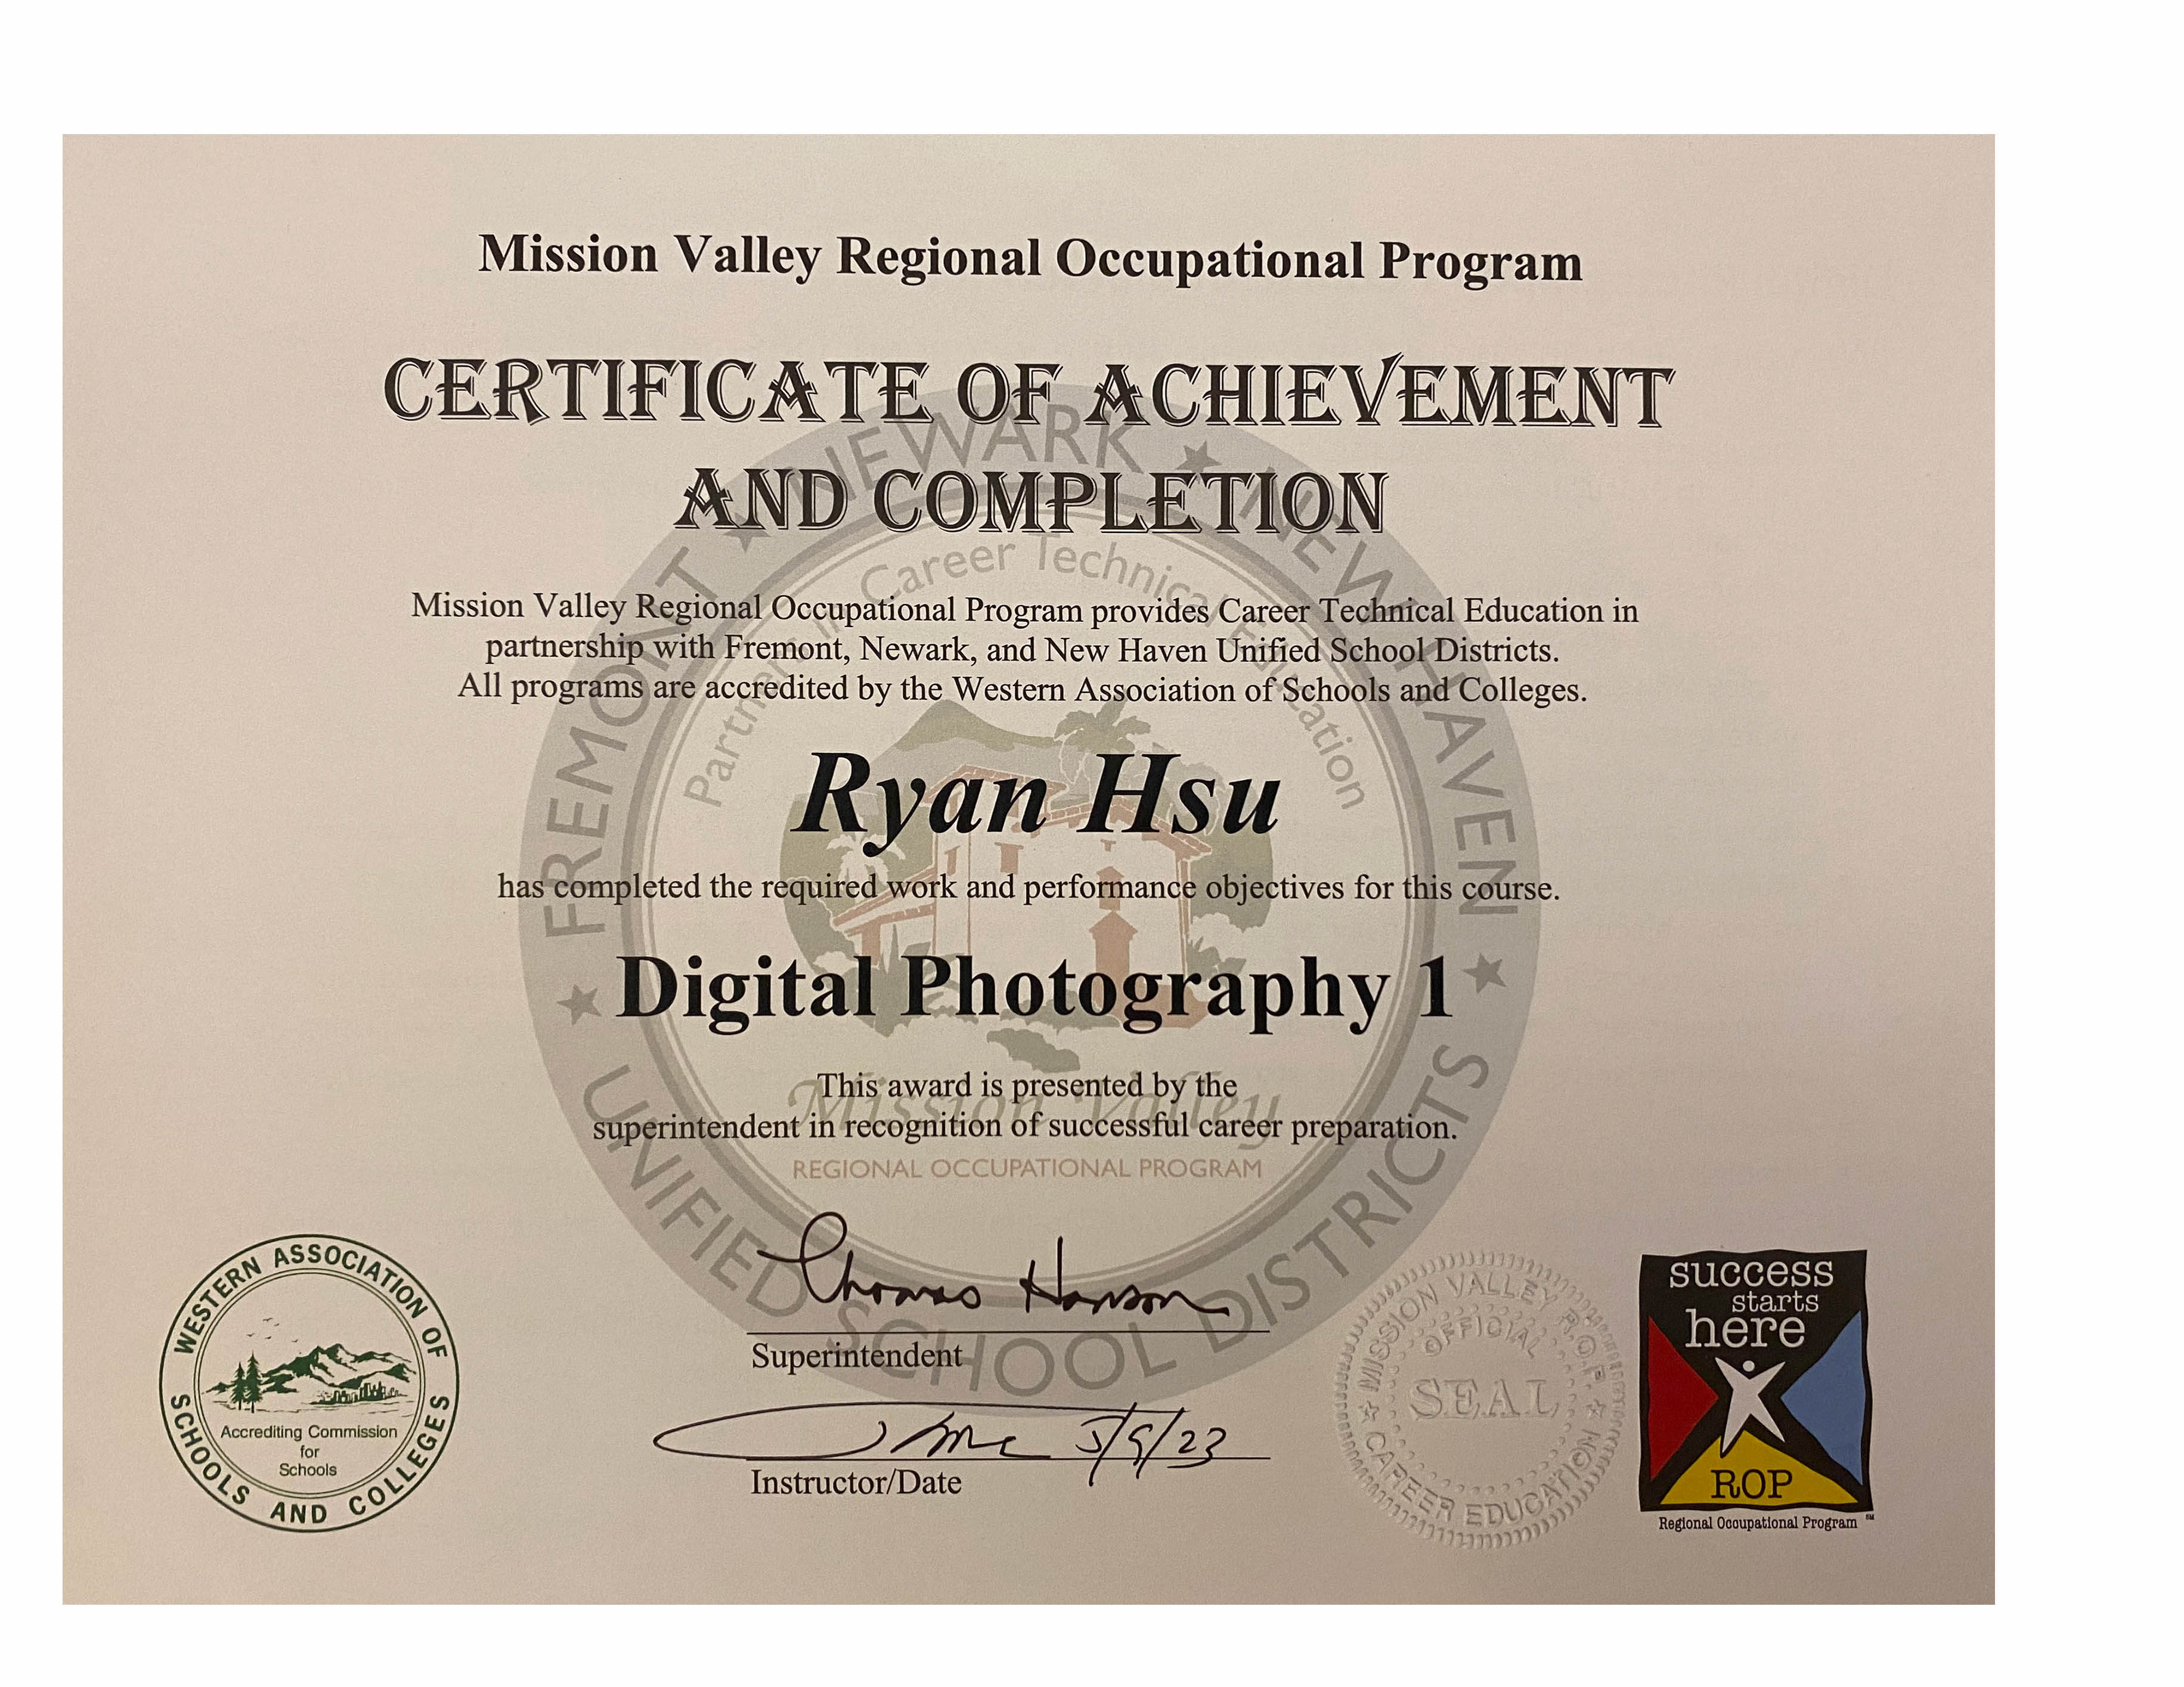 Mission Valley Regional Occupational Program
CERTIFICATE OF ACHIEVEMENT
AND COMPLETION
Mission Valley Regional Occupational Program provides Career Technical Education in
partnership with Fremont, Newark, and New Haven Unified School Districts.
All programs are accredited by the Western Association of Schools and Colleges.
Ryan Hsu
has completed the required work and performance objectives for this course.
Digital Photography 1
This award is presented by the
superintendent in recognition of successful career preparation.
FREMONT ★ NEWARK ★ NEW HAVEN ★
UNIFIED SCHOOL DISTRICTS ★
Partners in Career Technical Education
Mission Valley
REGIONAL OCCUPATIONAL PROGRAM
Thomas Hanson
Superintendent
5/9/23
Instructor/Date
WESTERN ASSOCIATION OF
SCHOOLS AND COLLEGES
Accrediting Commission
for
Schools
★ MISSION VALLEY R.O.P. ★
CAREER EDUCATION
OFFICIAL
SEAL
success
starts
here
ROP
Regional Occupational Program ℠